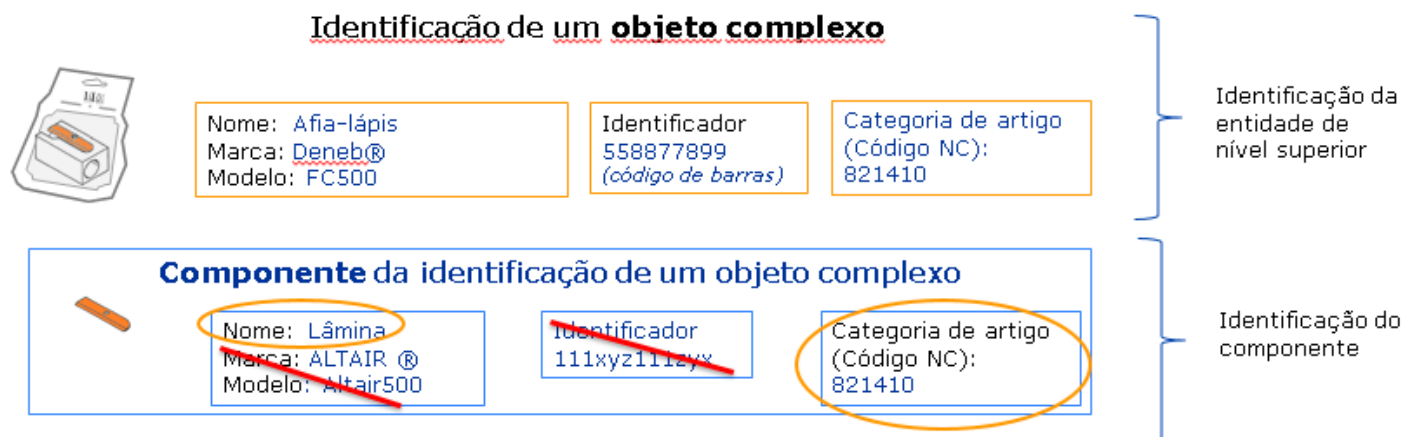 Identificação de um objeto complexo
Nome: Afia-lápis
Marca: Deneb®
Modelo: FC500
Identificador
558877899
(código de barras)
Categoria de artigo
(Código NC):
821410
Identificação da
entidade de
nível superior
Componente da identificação de um objeto complexo
Nome: Lâmina
Marca: ALTAIR ®
Modelo: Altair500
Identificador
111xyz111zyx
Categoria de artigo
(Código NC):
821410
Identificação do
componente